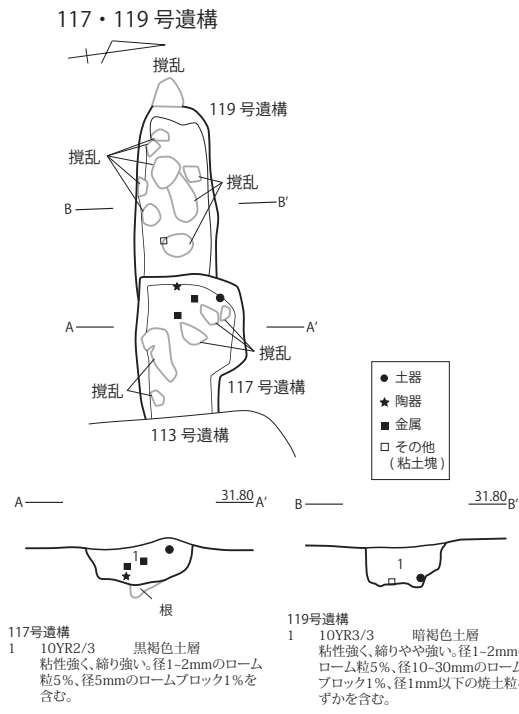 117・119 号遺構
撹乱
119 号遺構
撹乱
撹乱
B
B'
A
A'
撹乱
撹乱
117 号遺構
113 号遺構
土器
陶器
金属
その他
( 粘土塊 )
A
31.80
A'
1
根
B
31.80
B'
1
117号遺構
1 10YR2/3 黒褐色土層
粘性強く、締り強い。径1~2mmのローム
粒5%、径5mmのロームブロック1%を
含む。
119号遺構
1 10YR3/3 暗褐色土層
粘性強く、締りやや強い。径1~2mmの
ローム粒5%、径10~30mmのローム
ブロック1%、径1mm以下の焼土粒
ずかを含む。